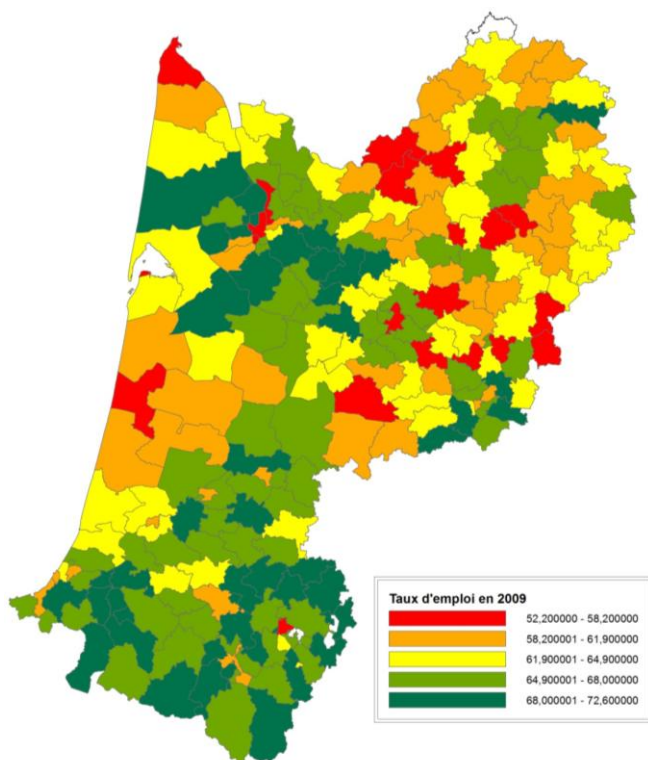 Taux d'emploi en 2009
52,200000 - 58,200000
58,200001 - 61,900000
61,900001 - 64,900000
64,900001 - 68,000000
68,000001 - 72,600000